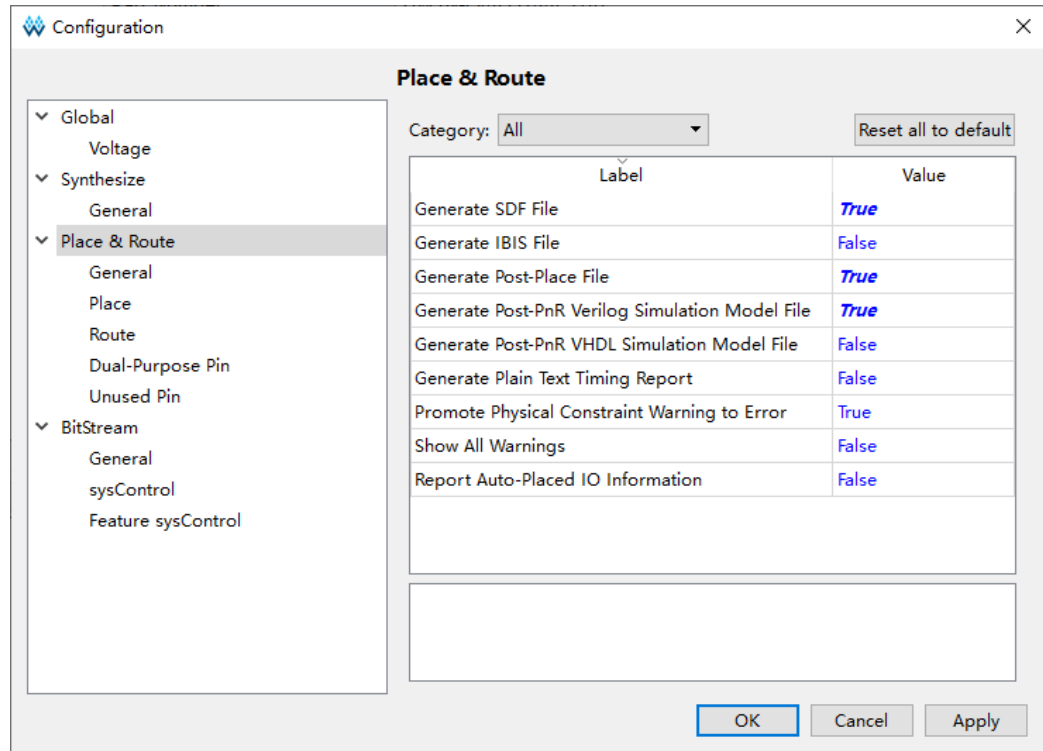 Configuration
Place & Route
Global
Voltage
Synthesize
General
Place & Route
General
Place
Route
Dual-Purpose Pin
Unused Pin
BitStream
General
sysControl
Feature sysControl
Category: All Reset all to default
Label Value
Generate SDF File True
Generate IBIS File False
Generate Post-Place File True
Generate Post-PnR Verilog Simulation Model File True
Generate Post-PnR VHDL Simulation Model File False
Generate Plain Text Timing Report False
Promote Physical Constraint Warning to Error True
Show All Warnings False
Report Auto-Placed IO Information False
OK Cancel Apply